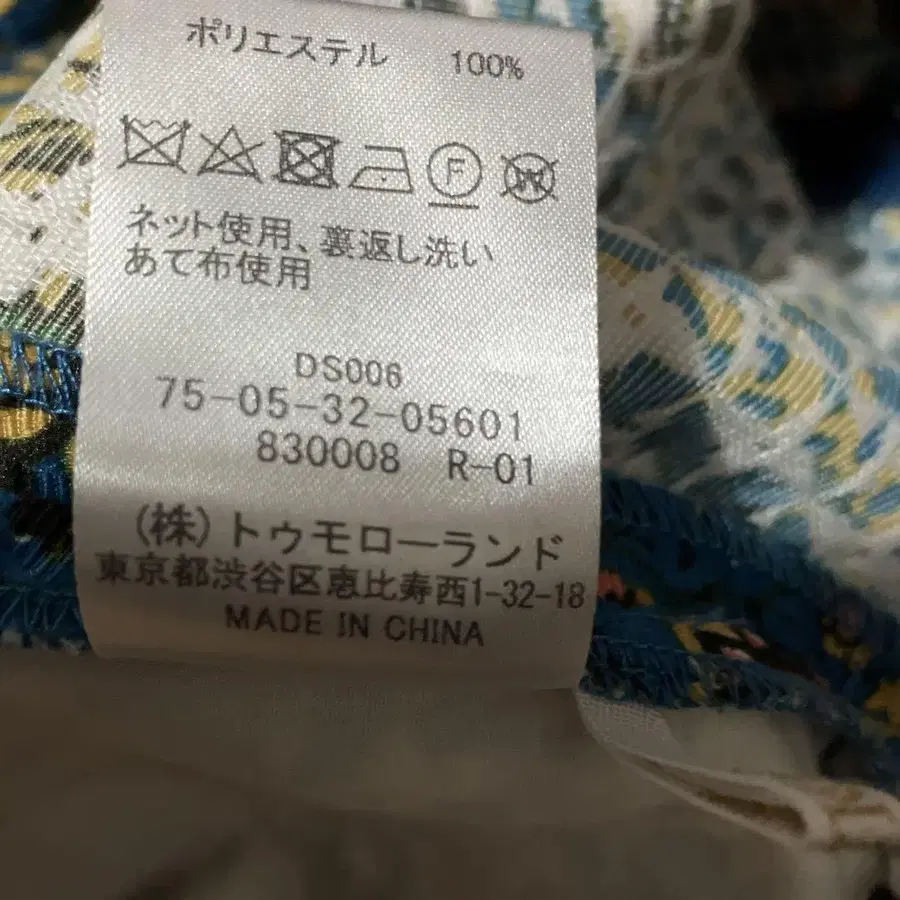 ポリエステル 100%
F W
ネット使用、裏返し洗い
あて布使用
DS006
75-05-32-05601
830008 R-01
(株)トゥモローランド
東京都渋谷区恵比寿西1-32-18
MADE IN CHINA